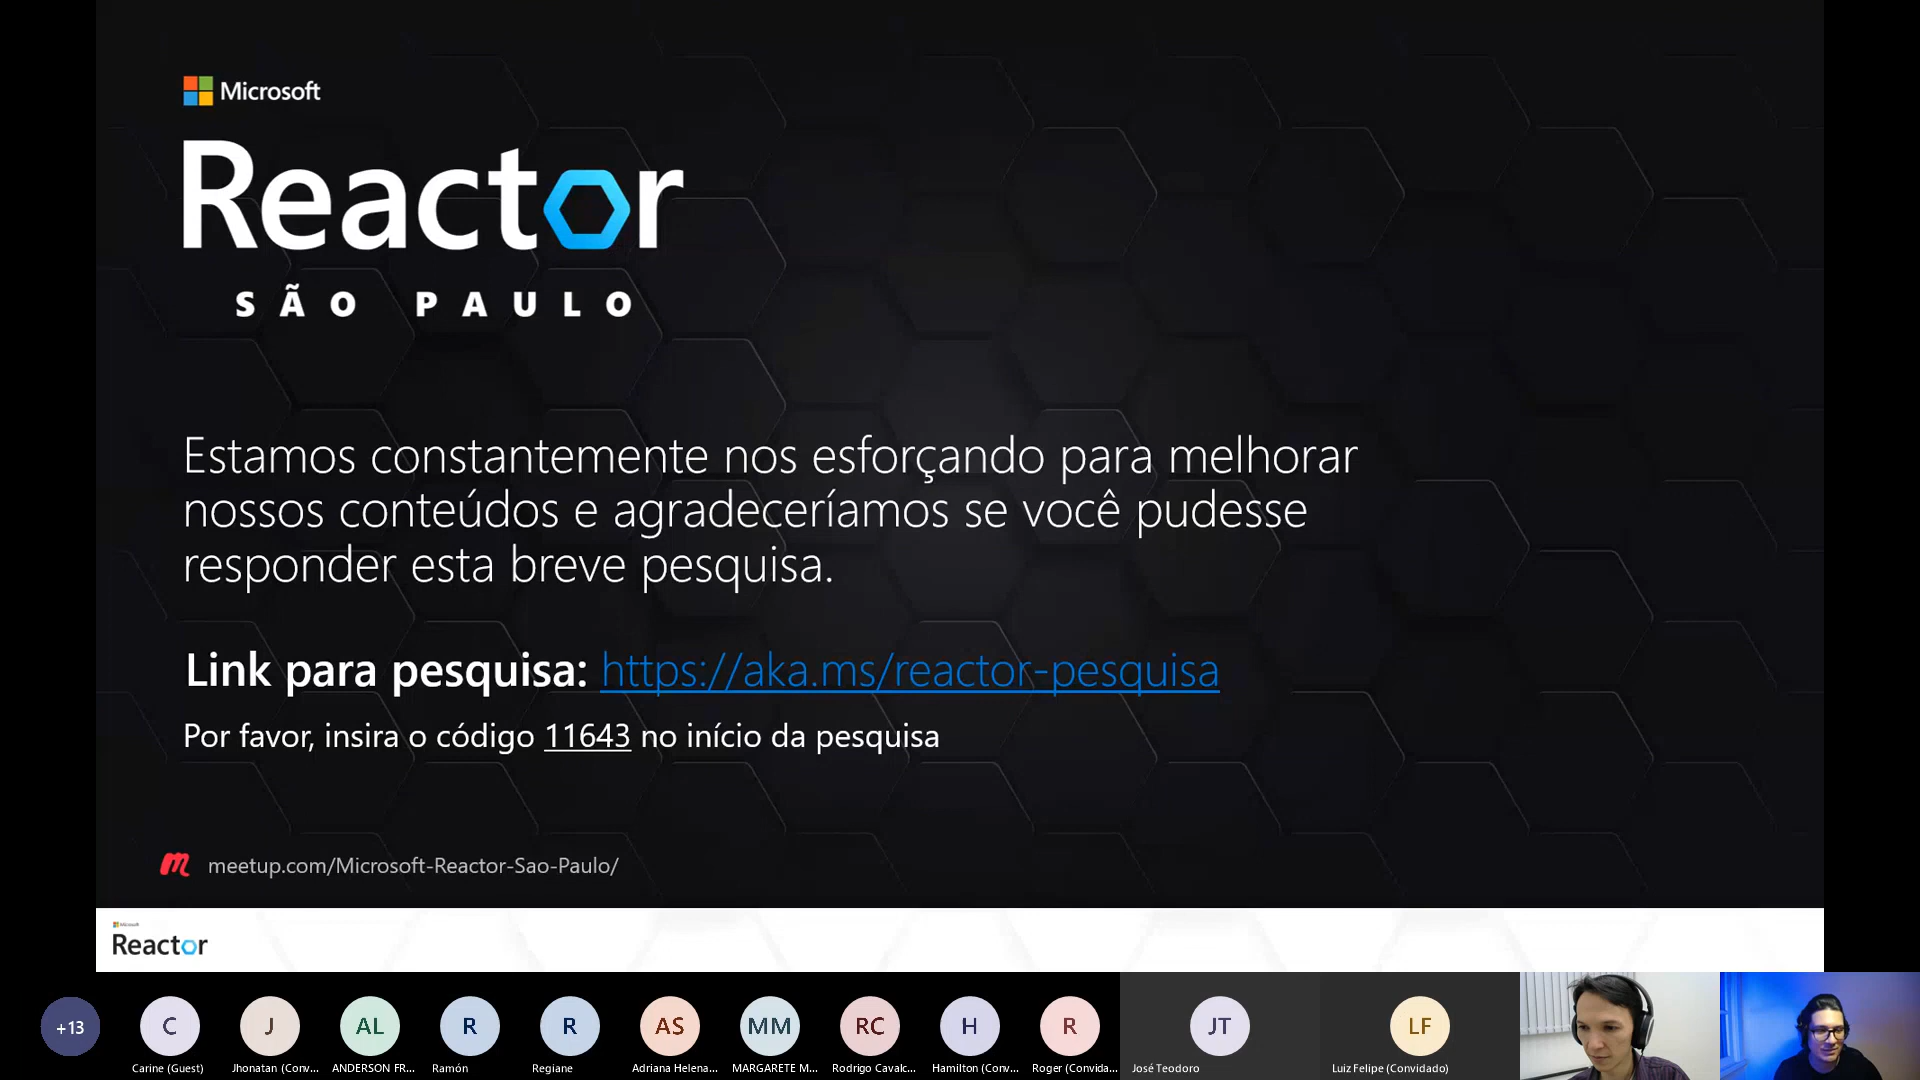 Microsoft
Reactor
SÃO PAULO
Estamos constantemente nos esforçando para melhorar
nossos conteúdos e agradeceríamos se você pudesse
responder esta breve pesquisa.
Link para pesquisa: https://aka.ms/reactor-pesquisa
Por favor, insira o código 11643 no início da pesquisa
meetup.com/Microsoft-Reactor-Sao-Paulo/
Microsoft
Reactor
+13 C J AL R R AS MM RC H R JT LF
Carine (Guest) Jhonatan (Conv... ANDERSON FR... Ramón Regiane Adriana Helena... MARGARETE M... Rodrigo Cavalc... Hamilton (Conv... Roger (Convida... José Teodoro Luiz Felipe (Convidado)